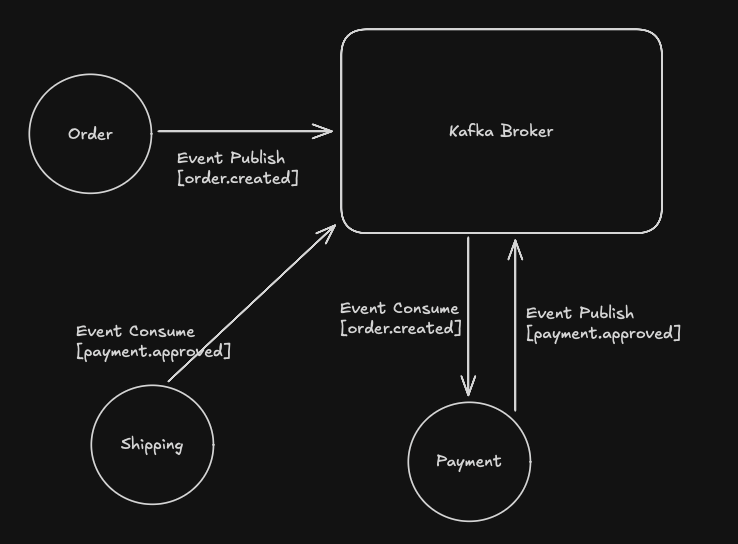 Order
Kafka Broker
Event Publish
[order.created]
Event Consume
[payment.approved]
Event Consume
[order.created]
Event Publish
[payment.approved]
Shipping
Payment